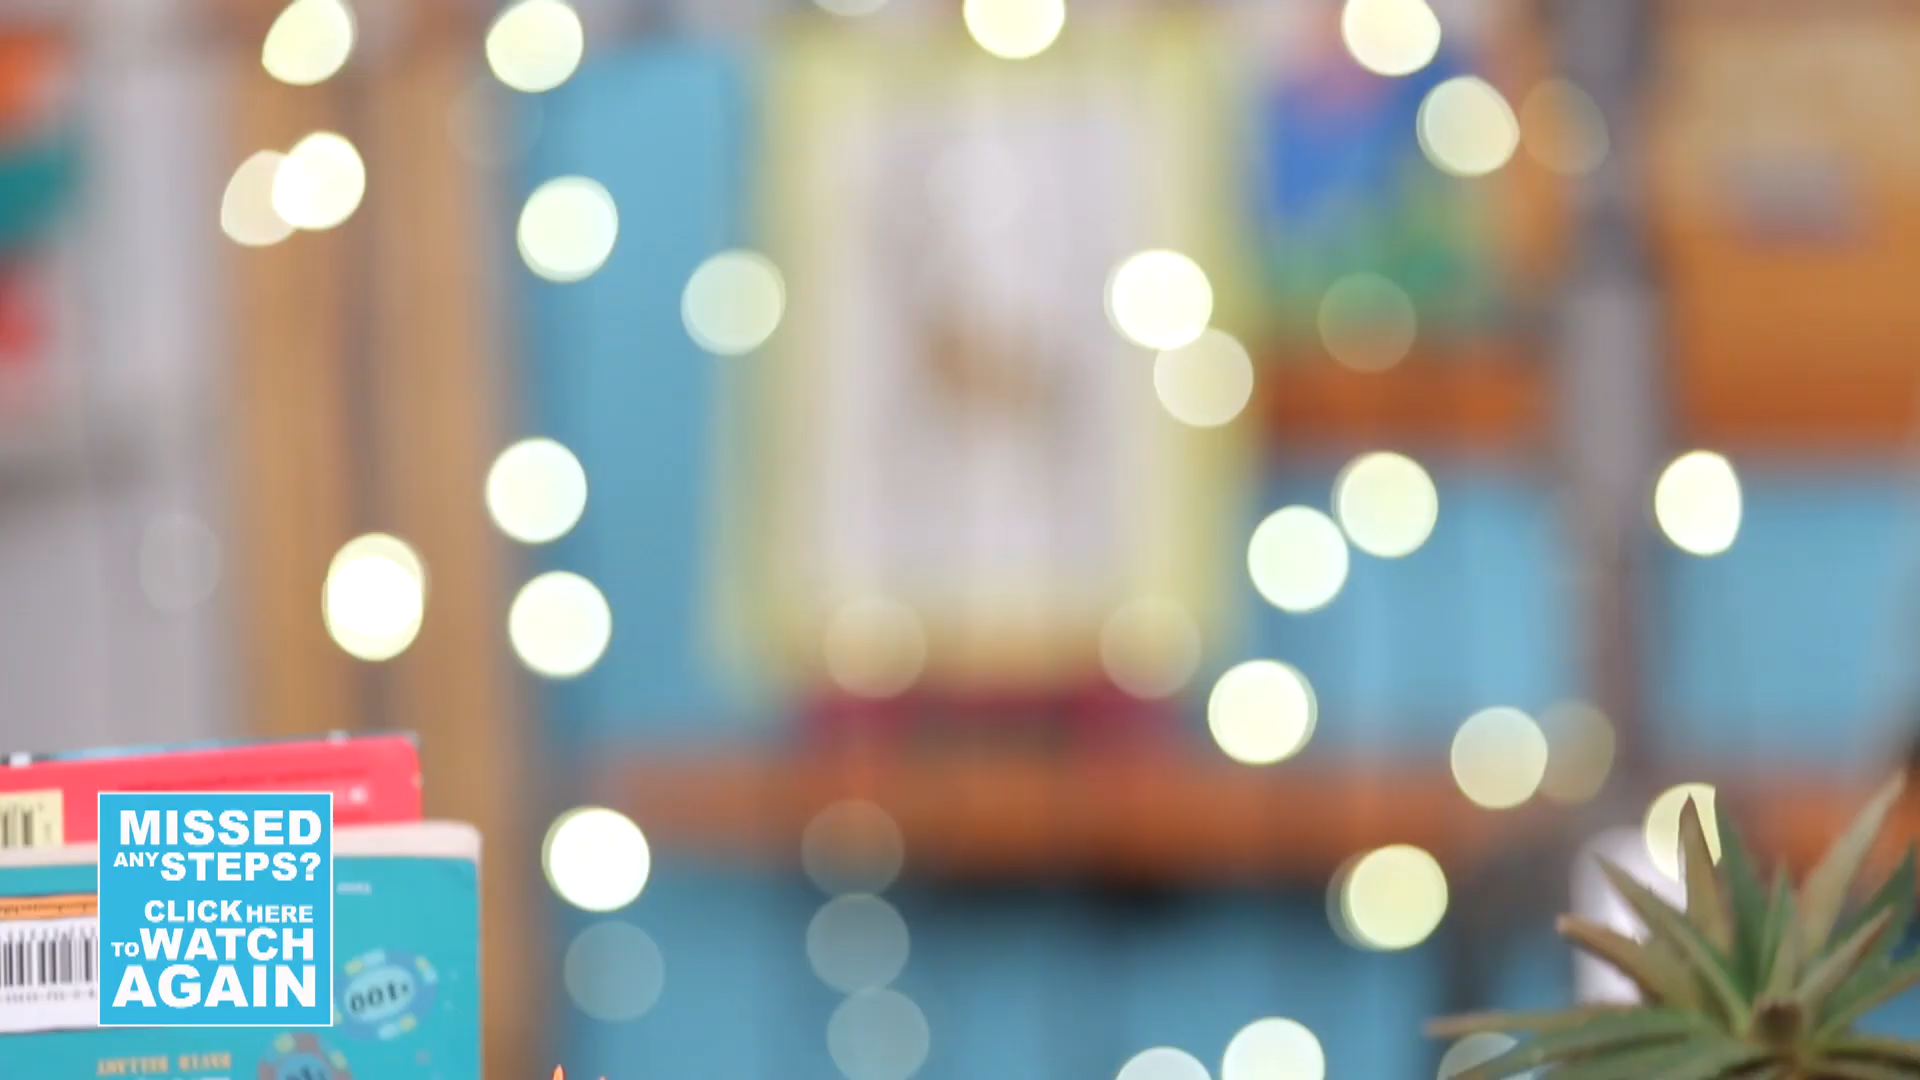 MISSED
ANY STEPS?
CLICK HERE
TO WATCH
AGAIN